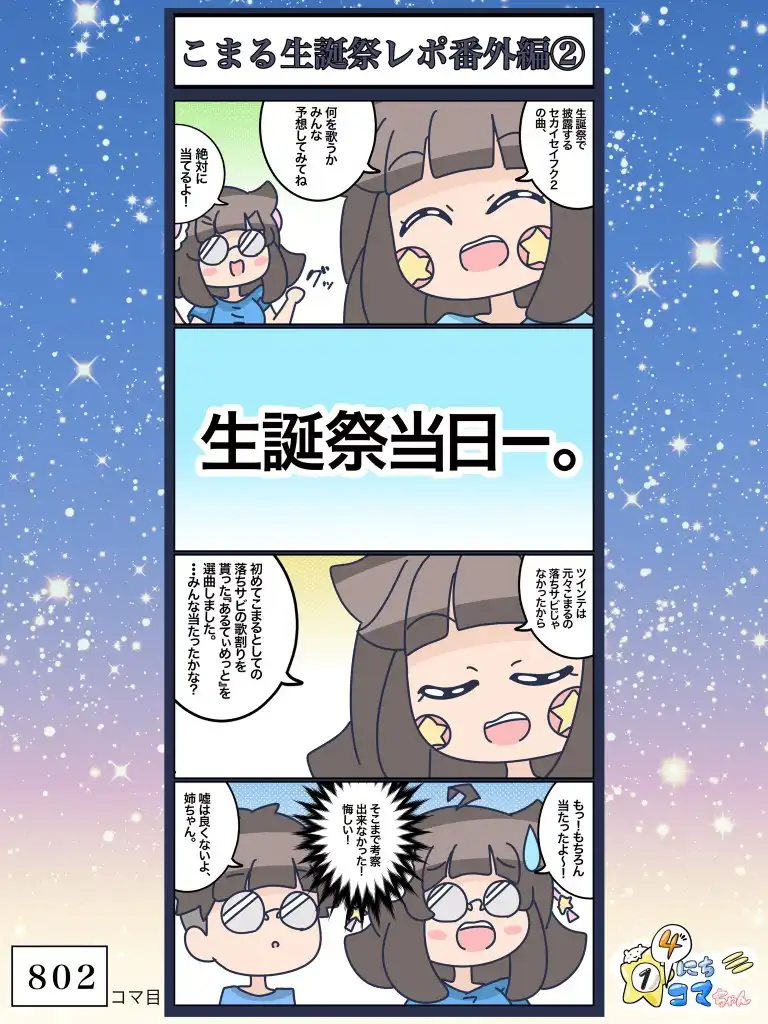 こまる生誕祭レポ番外編②
生誕祭で
披露する
セカイセイフク2
の曲、
何を歌うか
みんな
予想してみてね
絶対に
当てるよ!
グッ
生誕祭当日ー。
ツインテは
元々こまるの
落ちサビじゃ
なかったから
初めてこまるとしての
落ちサビの歌割りを
貰った『あるてぃめっと』を
選曲しました。
…みんな当たったかな?
もっ!もちろん
当たったよ〜!
そこまで考察
出来なかった!
悔しい!
嘘は良くないよ、
姉ちゃん。
802
コマ目
1
にち
4
コマ
ちゃん